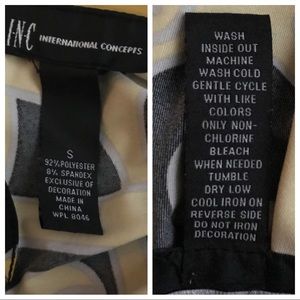 INC INTERNATIONAL CONCEPTS
S
92% POLYESTER
8% SPANDEX
EXCLUSIVE OF
DECORATION
MADE IN
CHINA
WPL 8046
WASH
INSIDE OUT
MACHINE
WASH COLD
GENTLE CYCLE
WITH LIKE
COLORS
ONLY NON-
CHLORINE
BLEACH
WHEN NEEDED
TUMBLE
DRY LOW
COOL IRON ON
REVERSE SIDE
DO NOT IRON
DECORATION